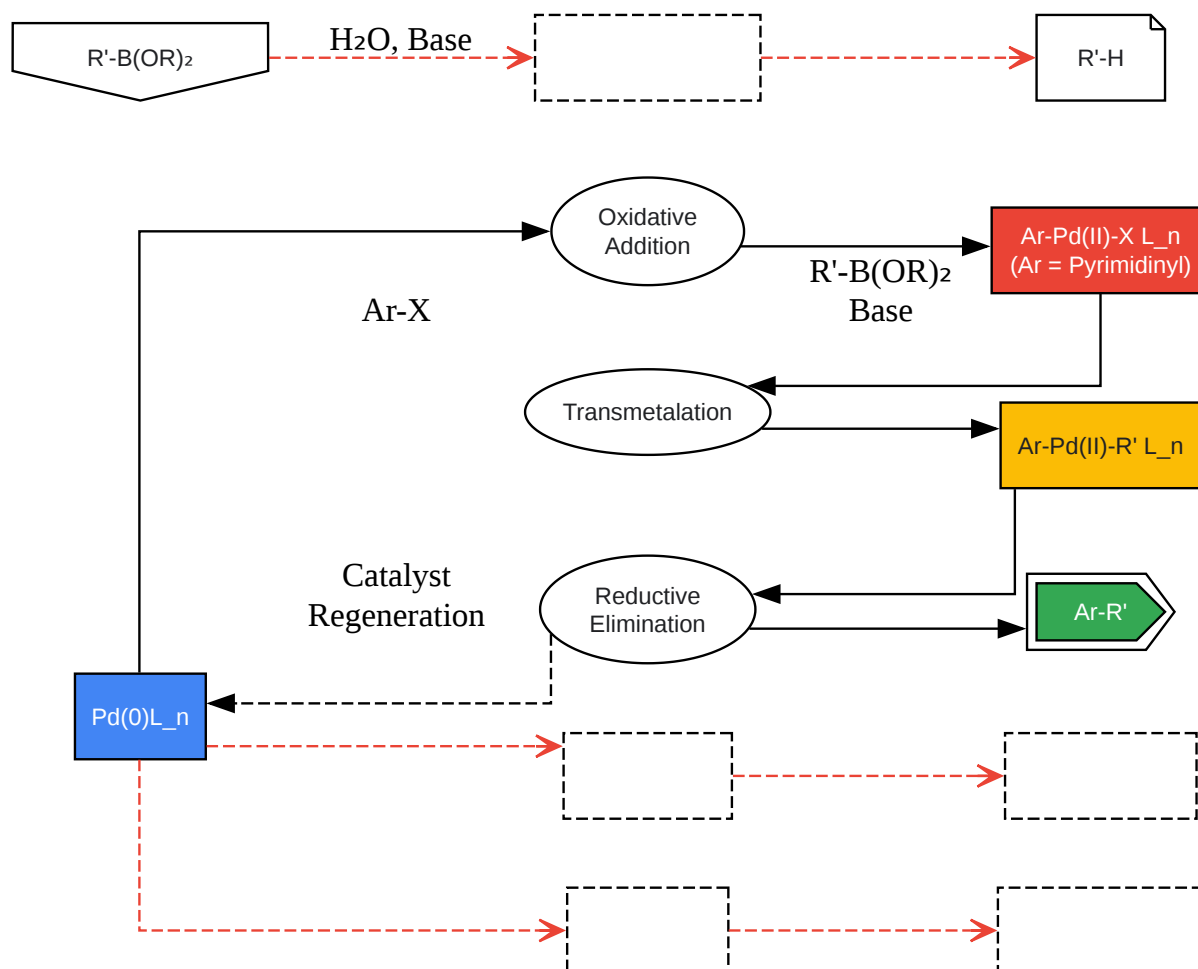 R'-B(OR)₂
H₂O, Base
R'-H
Oxidative
Addition
Ar-Pd(II)-X L_n
(Ar = Pyrimidinyl)
R'-B(OR)₂
Base
Ar-X
Transmetalation
Ar-Pd(II)-R' L_n
Catalyst
Regeneration
Reductive
Elimination
Ar-R'
Pd(0)L_n